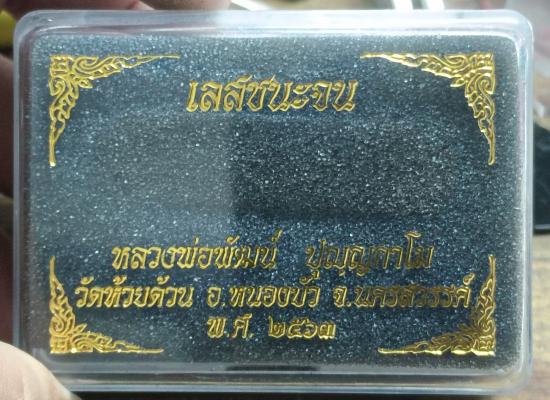 เลสชนะจน
หลวงพ่อพัฒน์ ปุญฺญกาโม
วัดห้วยด้วน อ.หนองบัว จ.นครสวรรค์
พ.ศ. ๒๕๖๓